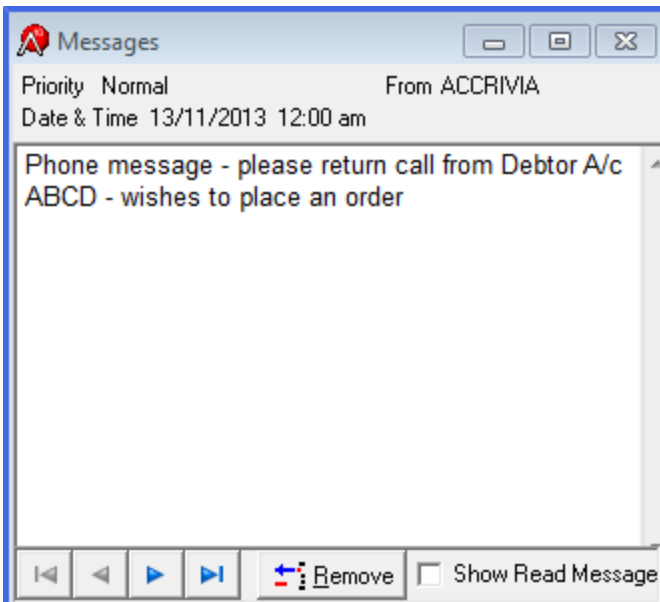 Messages
Priority Normal From ACCRIVIA
Date & Time 13/11/2013 12:00 am
Phone message - please return call from Debtor A/c
ABCD - wishes to place an order
Remove Show Read Message